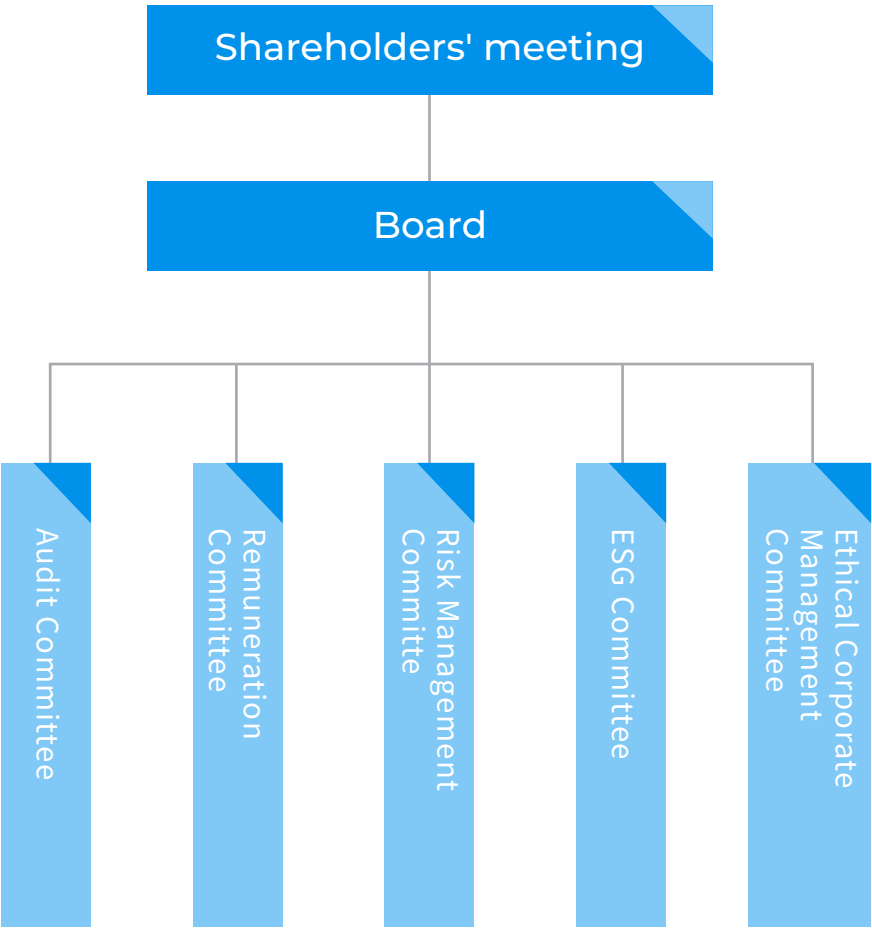 Shareholders' meeting
Board
Audit Committee
Remuneration
Committee
Risk Management
Committe
ESG Committee
Ethical Corporate
Management
Committee